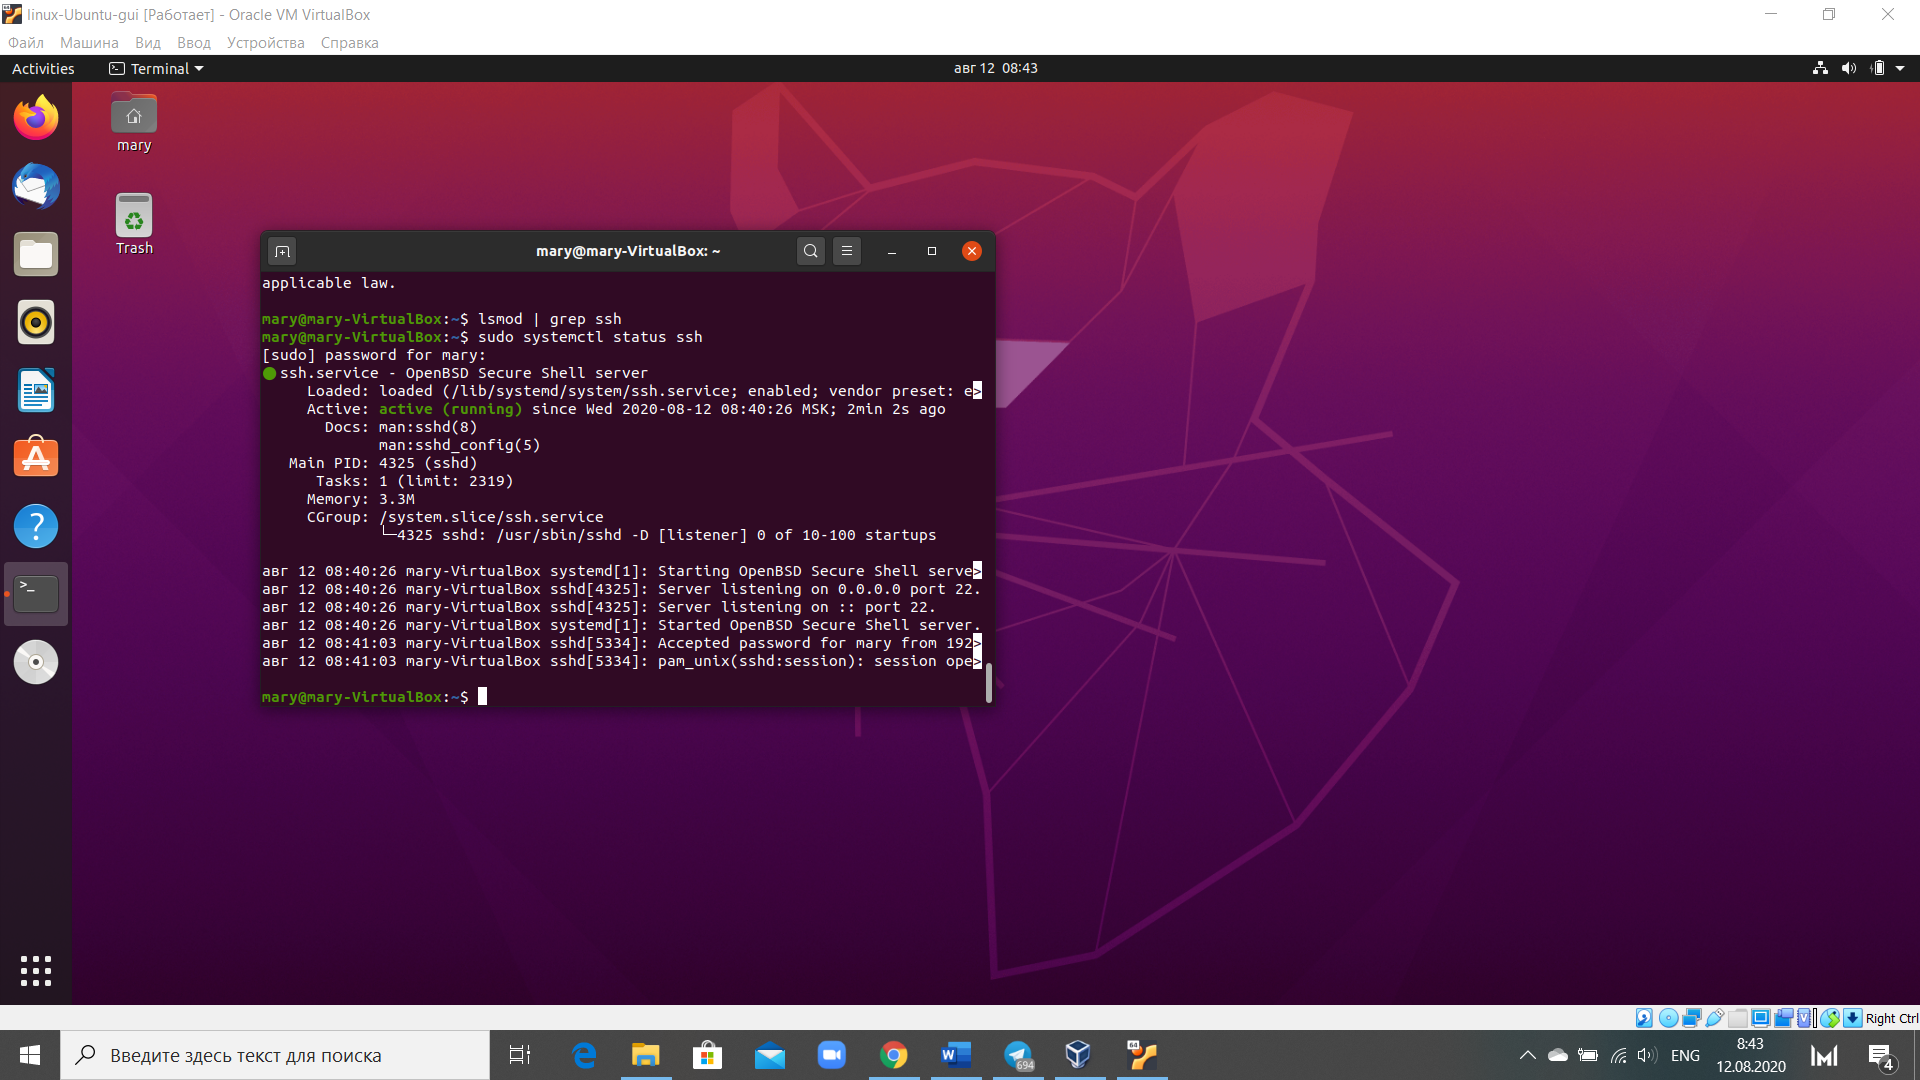 linux-Ubuntu-gui [Работает] - Oracle VM VirtualBox
Файл Машина Вид Ввод Устройства Справка
Activities Terminal авг 12 08:43
mary
Trash
mary@mary-VirtualBox: ~
applicable law.
mary@mary-VirtualBox:~$ lsmod | grep ssh
mary@mary-VirtualBox:~$ sudo systemctl status ssh
[sudo] password for mary:
ssh.service - OpenBSD Secure Shell server
Loaded: loaded (/lib/systemd/system/ssh.service; enabled; vendor preset: e>
Active: active (running) since Wed 2020-08-12 08:40:26 MSK; 2min 2s ago
Docs: man:sshd(8)
man:sshd_config(5)
Main PID: 4325 (sshd)
Tasks: 1 (limit: 2319)
Memory: 3.3M
CGroup: /system.slice/ssh.service
└─4325 sshd: /usr/sbin/sshd -D [listener] 0 of 10-100 startups
авг 12 08:40:26 mary-VirtualBox systemd[1]: Starting OpenBSD Secure Shell serve>
авг 12 08:40:26 mary-VirtualBox sshd[4325]: Server listening on 0.0.0.0 port 22.
авг 12 08:40:26 mary-VirtualBox sshd[4325]: Server listening on :: port 22.
авг 12 08:40:26 mary-VirtualBox systemd[1]: Started OpenBSD Secure Shell server.
авг 12 08:41:03 mary-VirtualBox sshd[5334]: Accepted password for mary from 192>
авг 12 08:41:03 mary-VirtualBox sshd[5334]: pam_unix(sshd:session): session ope>
mary@mary-VirtualBox:~$
Right Ctrl
Введите здесь текст для поиска
694
64
ENG
8:43
12.08.2020
4